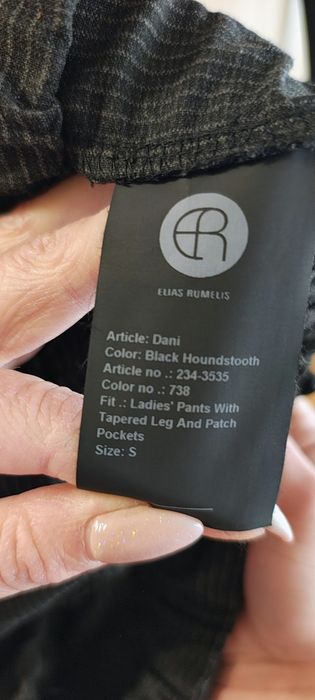 ER
ELIAS RUMELIS
Article: Dani
Color: Black Houndstooth
Article no .: 234-3535
Color no .: 738
Fit .: Ladies' Pants With
Tapered Leg And Patch
Pockets
Size: S